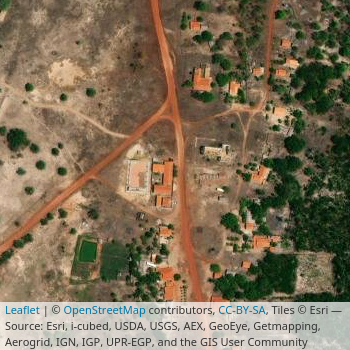 Leaflet | © OpenStreetMap contributors, CC-BY-SA, Tiles © Esri —
Source: Esri, i-cubed, USDA, USGS, AEX, GeoEye, Getmapping,
Aerogrid, IGN, IGP, UPR-EGP, and the GIS User Community